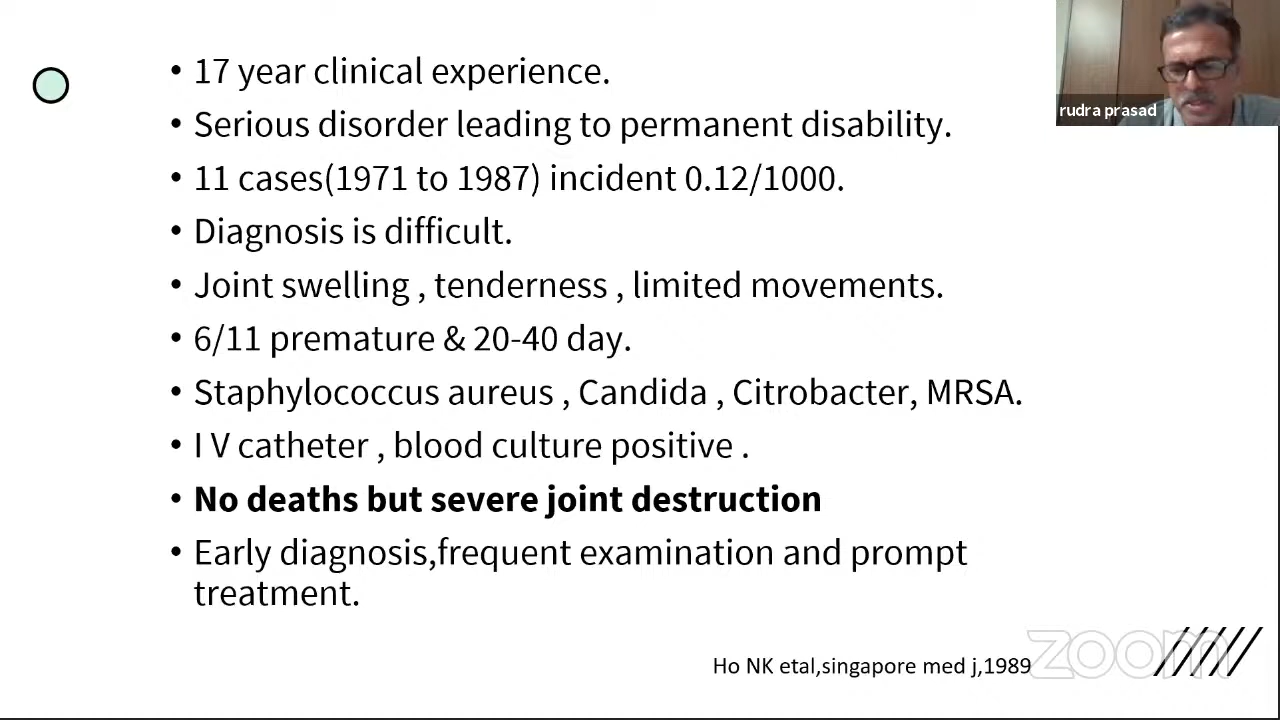 • 17 year clinical experience.
• Serious disorder leading to permanent disability.
• 11 cases(1971 to 1987) incident 0.12/1000.
• Diagnosis is difficult.
• Joint swelling , tenderness , limited movements.
• 6/11 premature & 20-40 day.
• Staphylococcus aureus , Candida , Citrobacter, MRSA.
• I V catheter , blood culture positive .
• No deaths but severe joint destruction
• Early diagnosis,frequent examination and prompt
treatment.
Ho NK etal,singapore med j,1989
rudra prasad
zoom